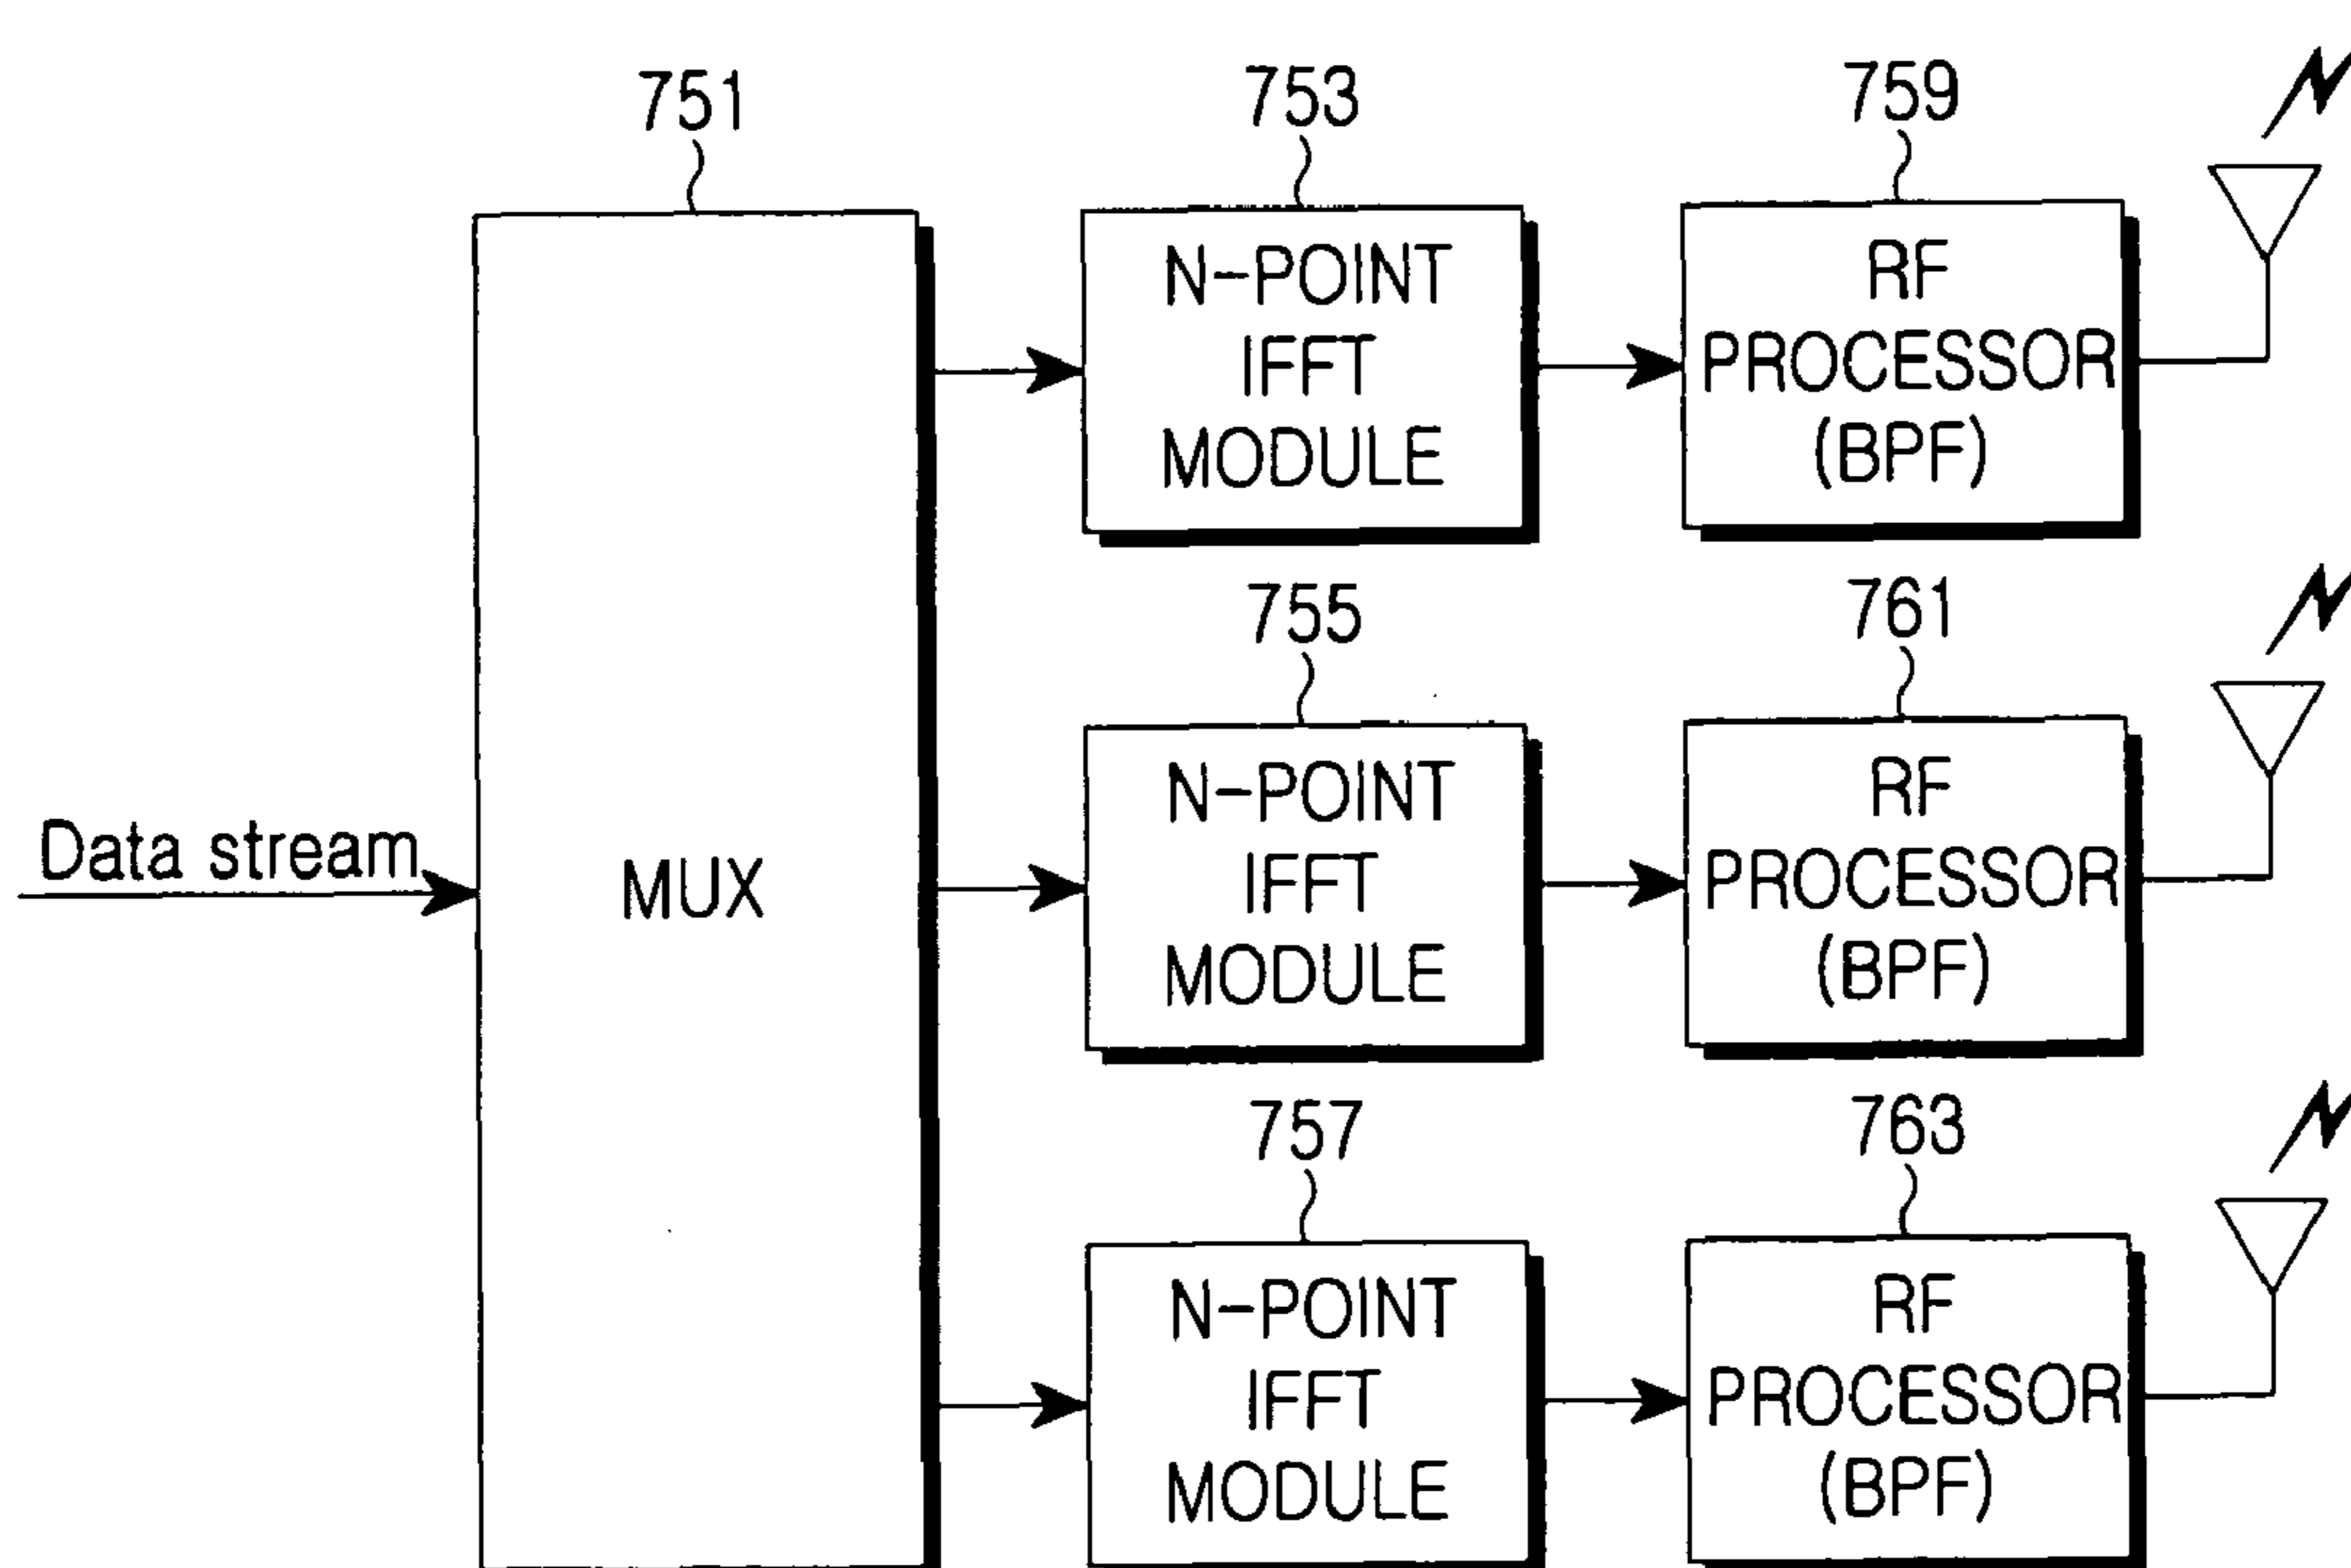 751
753
759
N-POINT
IFFT
MODULE
RF
PROCESSOR
(BPF)
755
761
Data stream
MUX
N-POINT
IFFT
MODULE
RF
PROCESSOR
(BPF)
757
763
N-POINT
IFFT
MODULE
RF
PROCESSOR
(BPF)